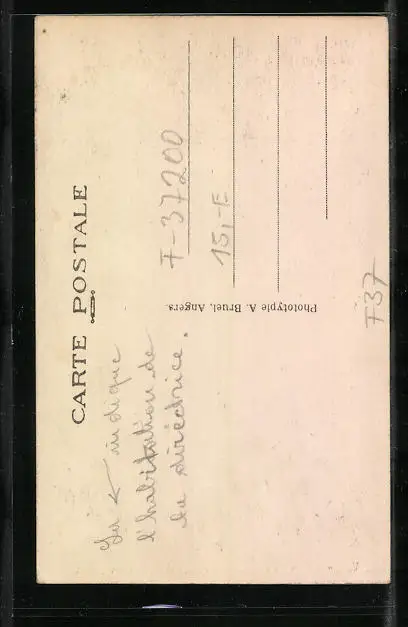 CARTE POSTALE
La ← indique
l'habitation de
la directrice.
F-37200
15,-E
Phototypie A. Bruel, Angers.
F37